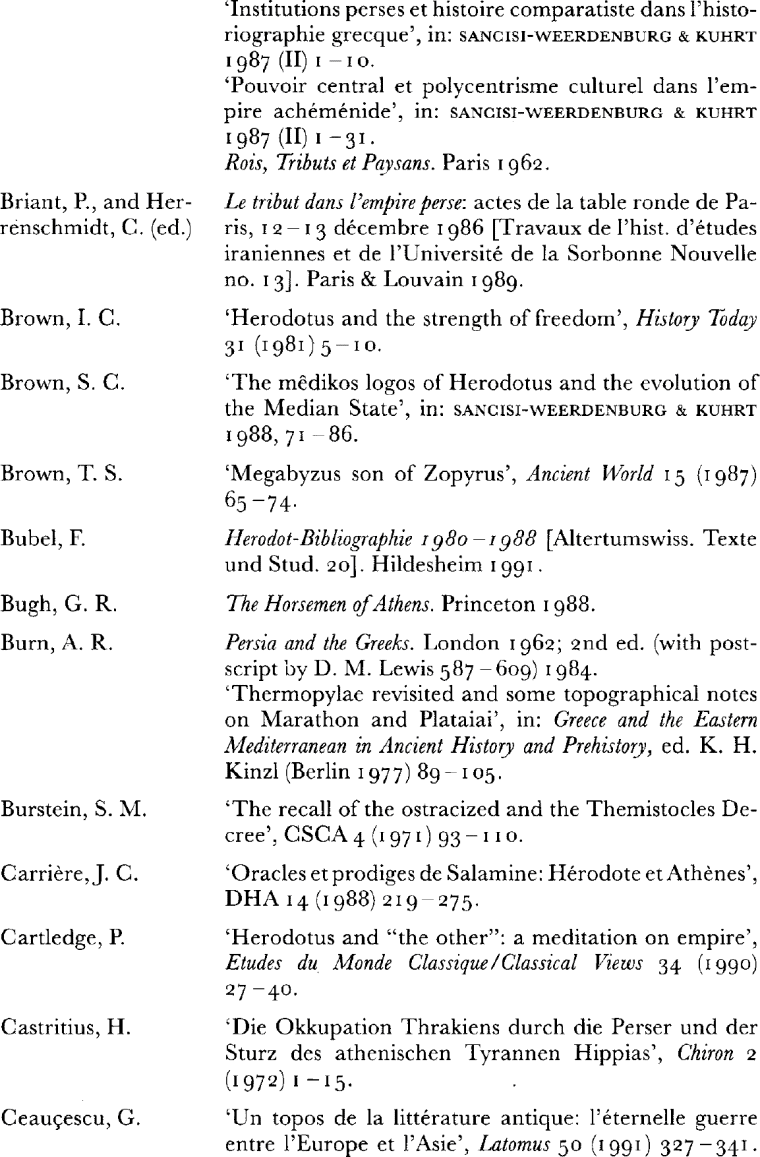 ‘Institutions perses et histoire comparatiste dans l’histo-
riographie grecque’, in: SANCISI-WEERDENBURG & KUHRT
1987 (II) 1–10.
‘Pouvoir central et polycentrisme culturel dans l’em-
pire achéménide’, in: SANCISI-WEERDENBURG & KUHRT
1987 (II) 1–31.
Rois, Tributs et Paysans. Paris 1962.
Briant, P., and Her- Le tribut dans l’empire perse: actes de la table ronde de Pa-
renschmidt, C. (ed.) ris, 12–13 décembre 1986 [Travaux de l’hist. d’études
iraniennes et de l’Université de la Sorbonne Nouvelle
no. 13]. Paris & Louvain 1989.
Brown, I. C. ‘Herodotus and the strength of freedom’, History Today
31 (1981) 5–10.
Brown, S. C. ‘The mêdikos logos of Herodotus and the evolution of
the Median State’, in: SANCISI-WEERDENBURG & KUHRT
1988, 71–86.
Brown, T. S. ‘Megabyzus son of Zopyrus’, Ancient World 15 (1987)
65–74.
Bubel, F. Herodot-Bibliographie 1980–1988 [Altertumswiss. Texte
und Stud. 20]. Hildesheim 1991.
Bugh, G. R. The Horsemen of Athens. Princeton 1988.
Burn, A. R. Persia and the Greeks. London 1962; 2nd ed. (with post-
script by D. M. Lewis 587–609) 1984.
‘Thermopylae revisited and some topographical notes
on Marathon and Plataiai’, in: Greece and the Eastern
Mediterranean in Ancient History and Prehistory, ed. K. H.
Kinzl (Berlin 1977) 89–105.
Burstein, S. M. ‘The recall of the ostracized and the Themistocles De-
cree’, CSCA 4 (1971) 93–110.
Carrière, J. C. ‘Oracles et prodiges de Salamine: Hérodote et Athènes’,
DHA 14 (1988) 219–275.
Cartledge, P. ‘Herodotus and “the other”: a meditation on empire’,
Etudes du Monde Classique/Classical Views 34 (1990)
27–40.
Castritius, H. ‘Die Okkupation Thrakiens durch die Perser und der
Sturz des athenischen Tyrannen Hippias’, Chiron 2
(1972) 1–15.
Ceauçescu, G. ‘Un topos de la littérature antique: l’éternelle guerre
entre l’Europe et l’Asie’, Latomus 50 (1991) 327–341.